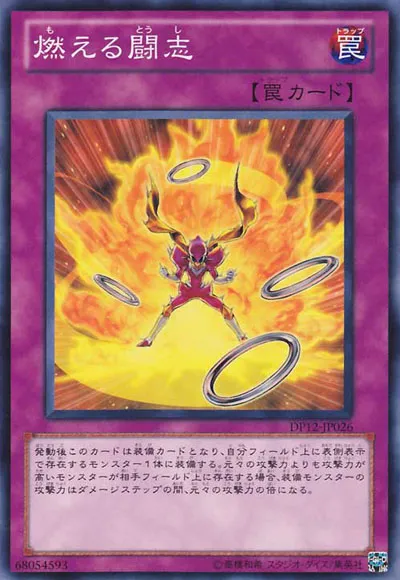 燃える闘志
罠
トラップ
【罠カード】
DP12-JP026
発動後このカードは装備カードとなり、自分フィールド上に表側表示
で存在するモンスター１体に装備する。元々の攻撃力よりも攻撃力が
高いモンスターが相手フィールド上に存在する場合、装備モンスターの
攻撃力はダメージステップの間、元々の攻撃力の倍になる。
68054593
©高橋和希 スタジオ・ダイス/集英社